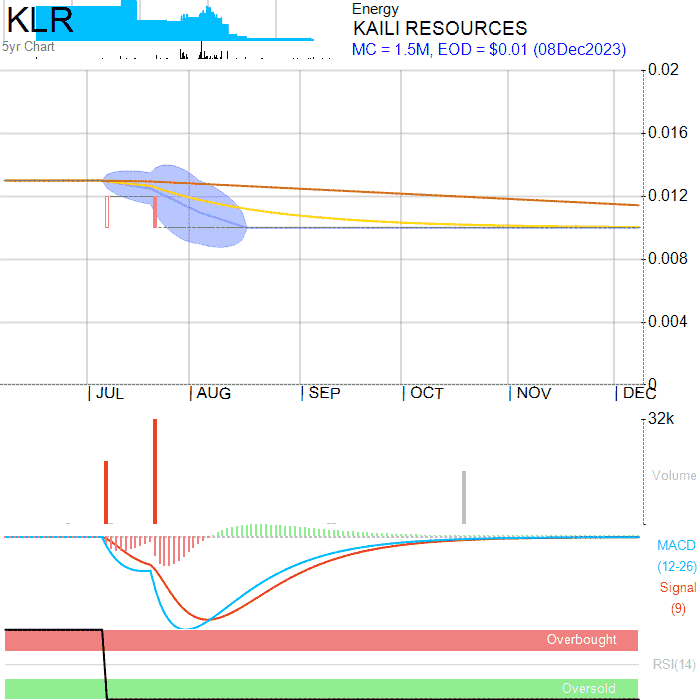 KLR
5yr Chart
Energy
KAILI RESOURCES
MC = 1.5M, EOD = $0.01 (08Dec2023)
0.02
0.016
0.012
0.008
0.004
0
JUL AUG SEP OCT NOV DEC
32k
Volume
MACD
(12-26)
Signal
(9)
Overbought
RSI(14)
Oversold